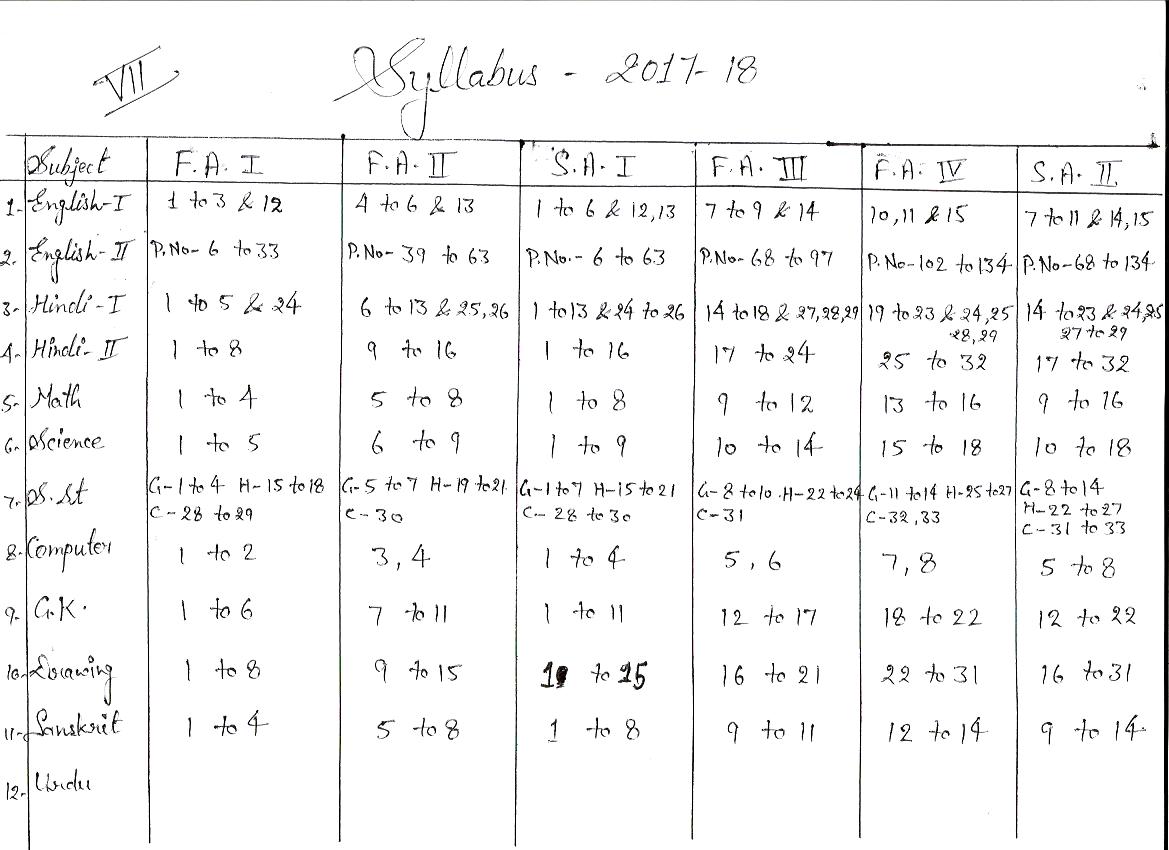 VII Syllabus - 2017-18
Subject F.A. I F.A. II S.A. I F.A. III F.A. IV S.A. II
1. English-I 1 to 3 & 12 4 to 6 & 13 1 to 6 & 12,13 7 to 9 & 14 10,11 & 15 7 to 11 & 14,15
2. English-II P.No- 6 to 33 P.No- 39 to 63 P.No.- 6 to 63 P.No- 68 to 97 P.No-102 to 134 P.No-68 to 134
3. Hindi-I 1 to 5 & 24 6 to 13 & 25,26 1 to 13 & 24 to 26 14 to 18 & 27,28,29 19 to 23 & 24,25 14 to 23 & 24,25
28,29 27 to 29
4. Hindi-II 1 to 8 9 to 16 1 to 16 17 to 24 25 to 32 17 to 32
5. Math 1 to 4 5 to 8 1 to 8 9 to 12 13 to 16 9 to 16
6. Science 1 to 5 6 to 9 1 to 9 10 to 14 15 to 18 10 to 18
7. S.St G-1 to 4 H-15 to 18 G-5 to 7 H-19 to 21 G-1 to 7 H-15 to 21 G-8 to 10 . H-22 to 24 G-11 to 14 H-25 to 27 G-8 to 14
C-28 to 29 C-30 C-28 to 30 C-31 C-32,33 H-22 to 27
C-31 to 33
8. Computer 1 to 2 3, 4 1 to 4 5, 6 7, 8 5 to 8
9. G.K. 1 to 6 7 to 11 1 to 11 12 to 17 18 to 22 12 to 22
10. Drawing 1 to 8 9 to 15 1 to 15 16 to 21 22 to 31 16 to 31
11. Sanskrit 1 to 4 5 to 8 1 to 8 9 to 11 12 to 14 9 to 14
12. Urdu